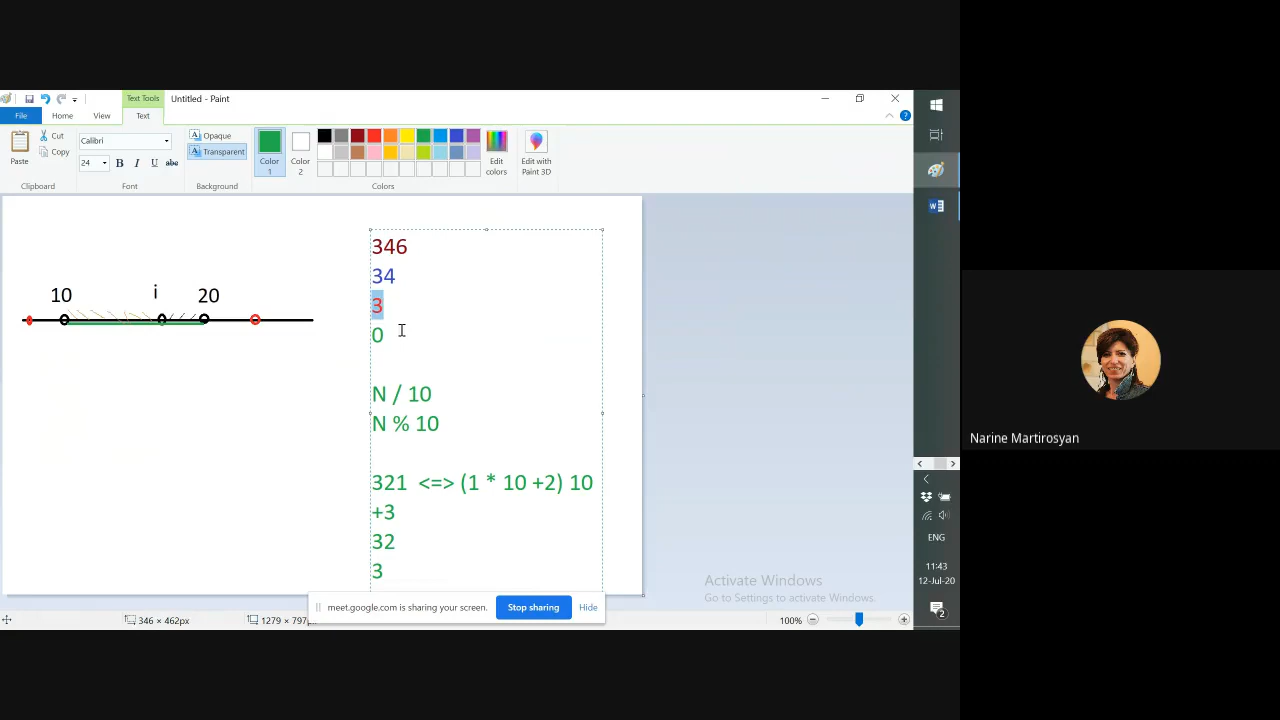 Text Tools
Untitled - Paint
File
Home
View
Text
Paste
Cut
Copy
Clipboard
Calibri
24
B
I
U
abc
Font
Opaque
Transparent
Background
Color 1
Color 2
Edit colors
Edit with Paint 3D
Colors
10
i
20
346
34
3
0
N / 10
N % 10
321 <=> (1 * 10 +2) 10
+3
32
3
Activate Windows
Go to Settings to activate Windows.
meet.google.com is sharing your screen.
Stop sharing
Hide
346 × 462px
1279 × 797px
100%
ENG
11:43
12-Jul-20
2
Narine Martirosyan